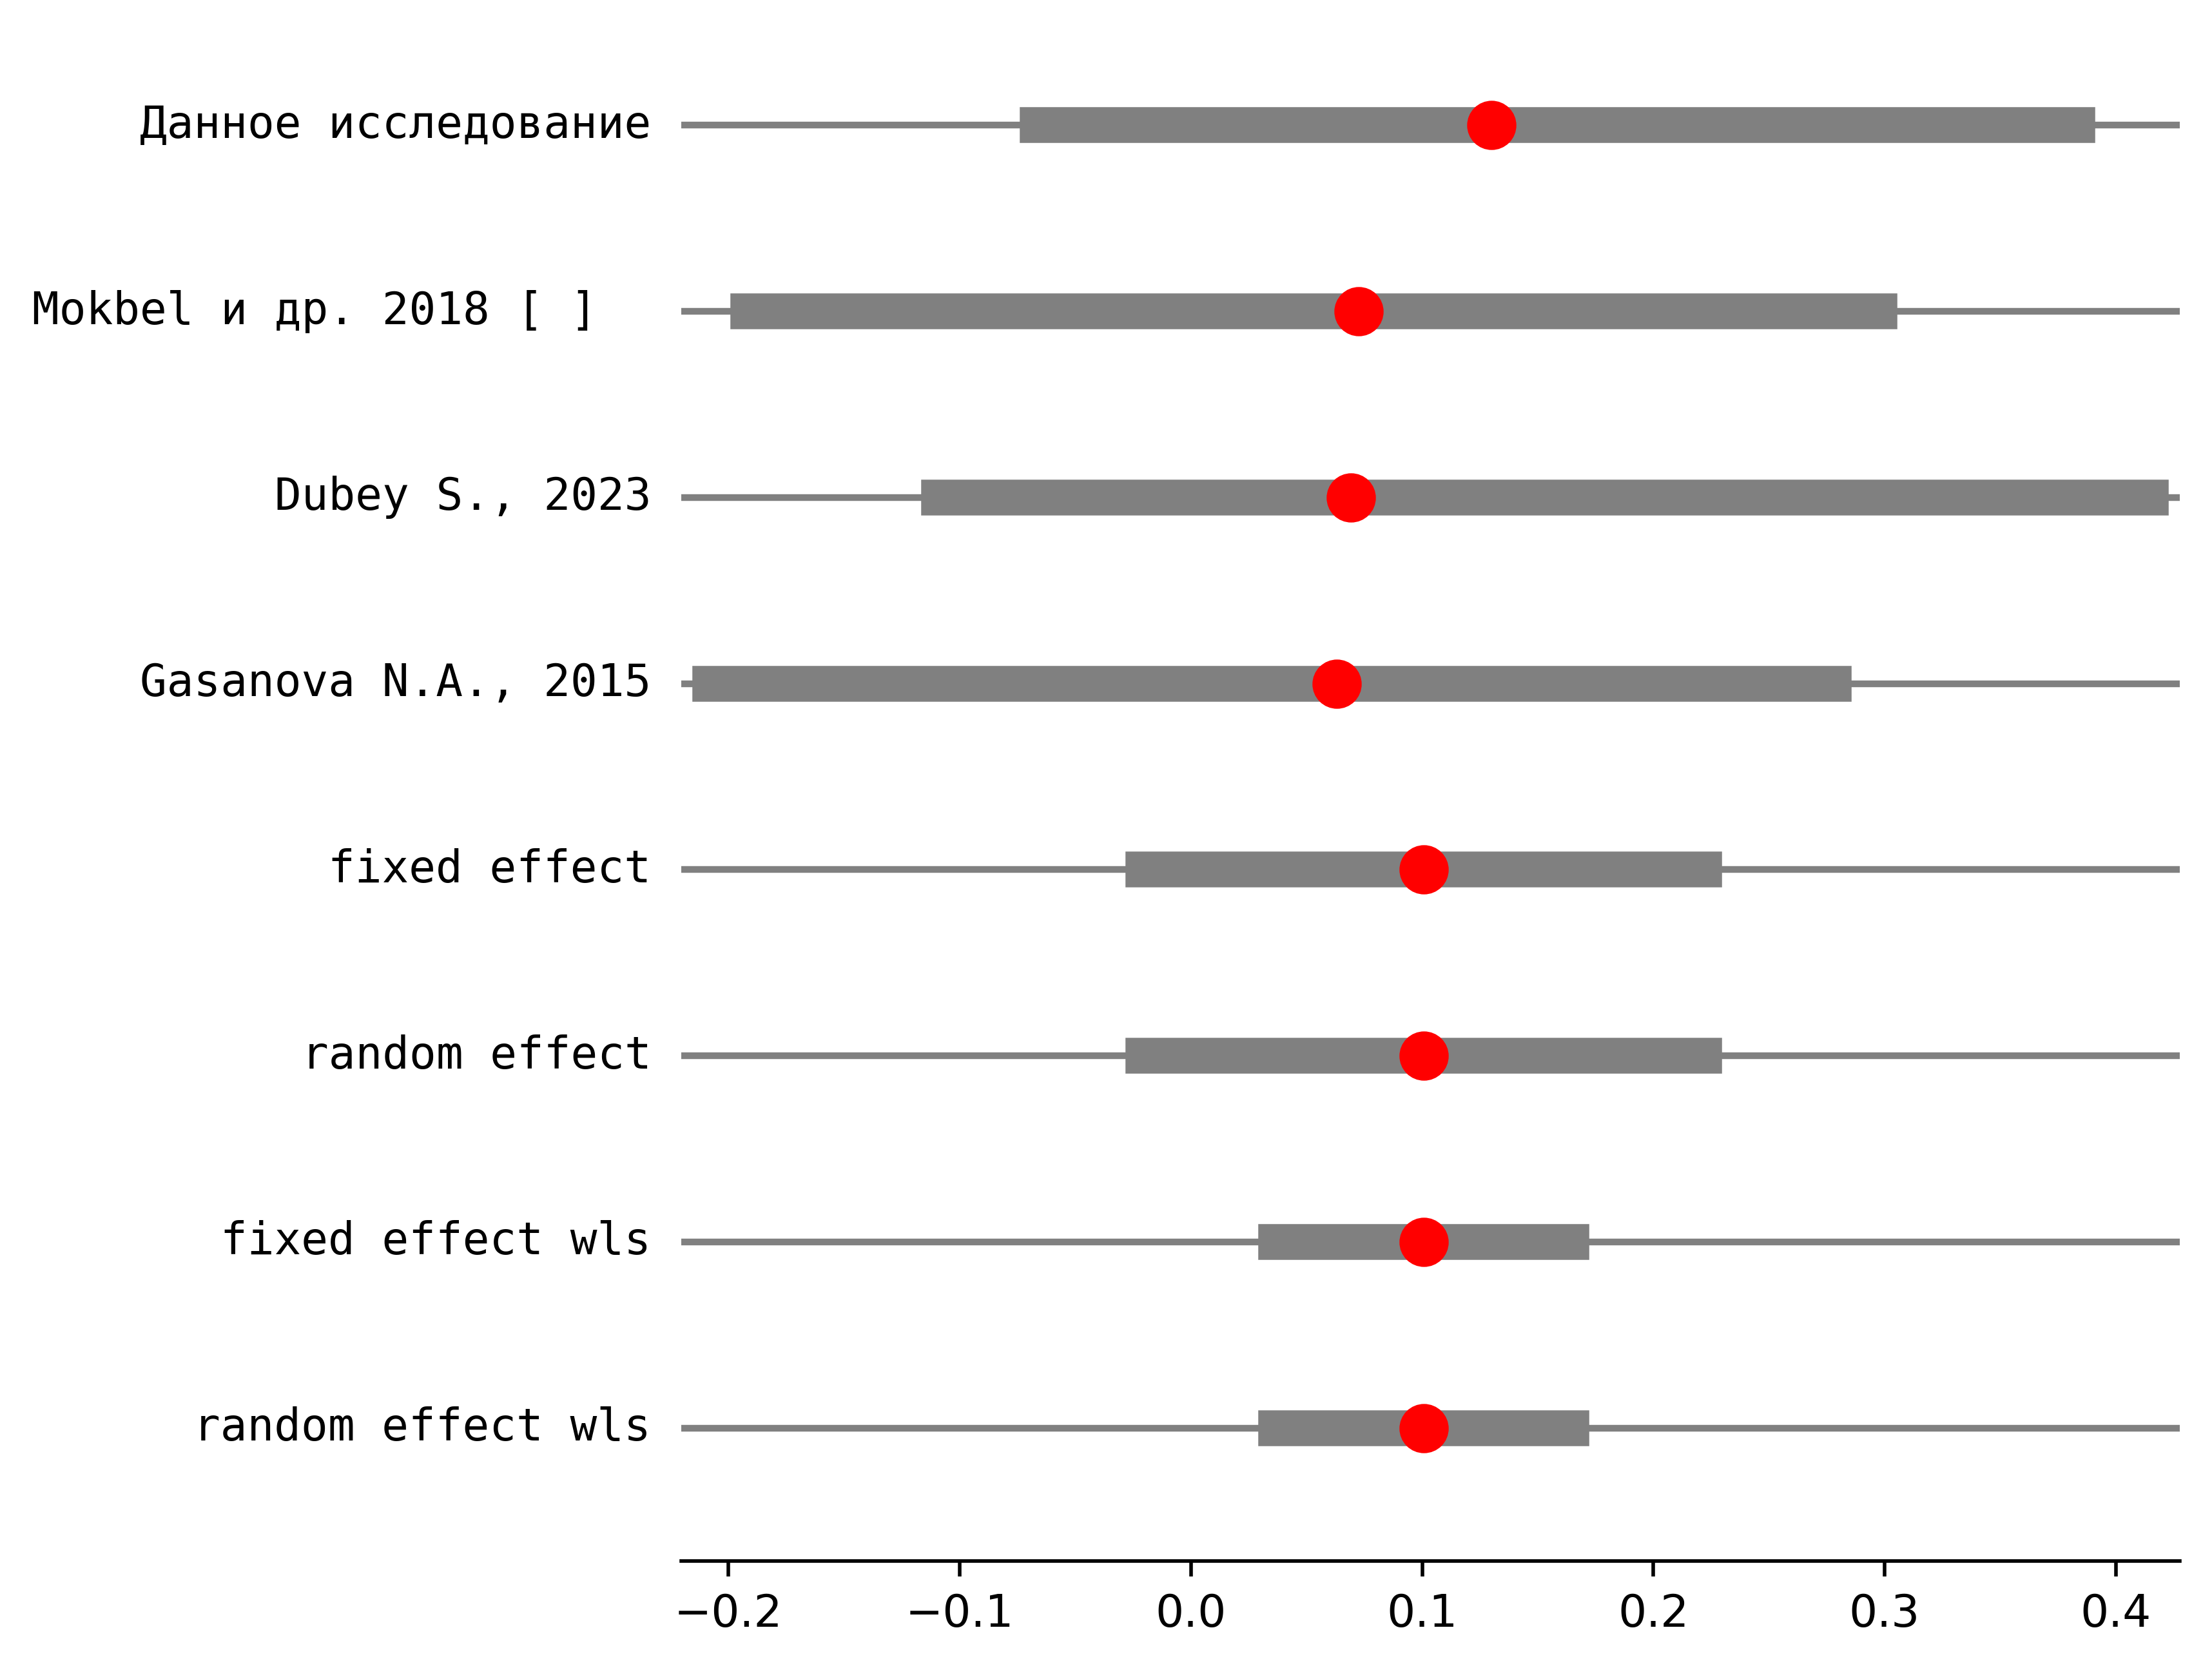 Данное исследование
Mokbel и др. 2018 [ ]
Dubey S., 2023
Gasanova N.A., 2015
fixed effect
random effect
fixed effect wls
random effect wls
−0.2 −0.1 0.0 0.1 0.2 0.3 0.4